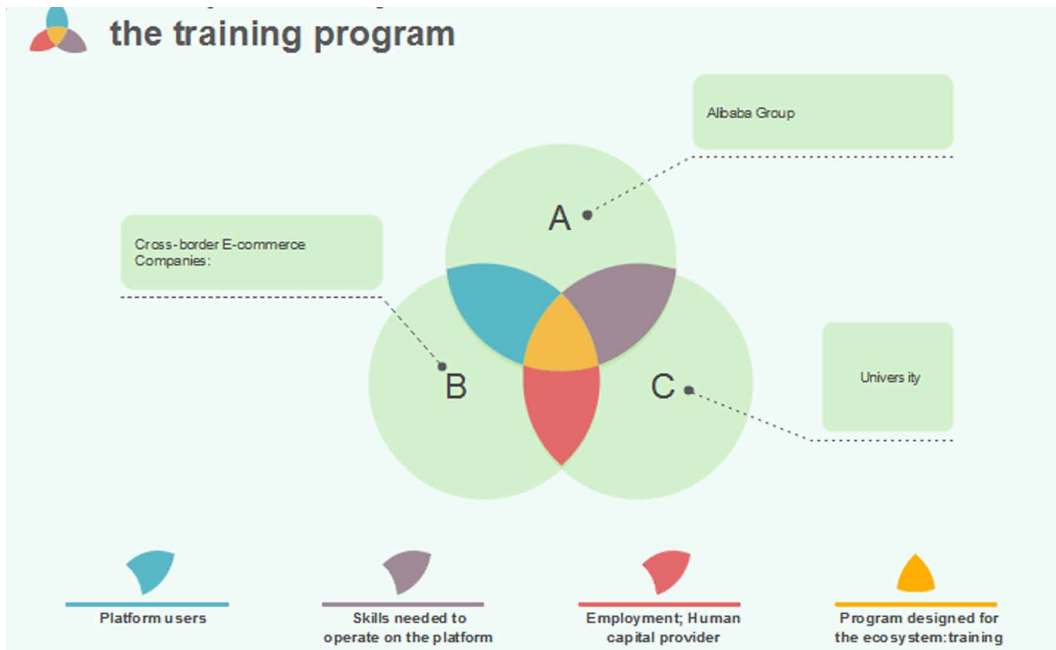 the training program
Alibaba Group
A
Cross-border E-commerce
Companies:
B
C
University
Platform users
Skills needed to
operate on the platform
Employment; Human
capital provider
Program designed for
the ecosystem:training